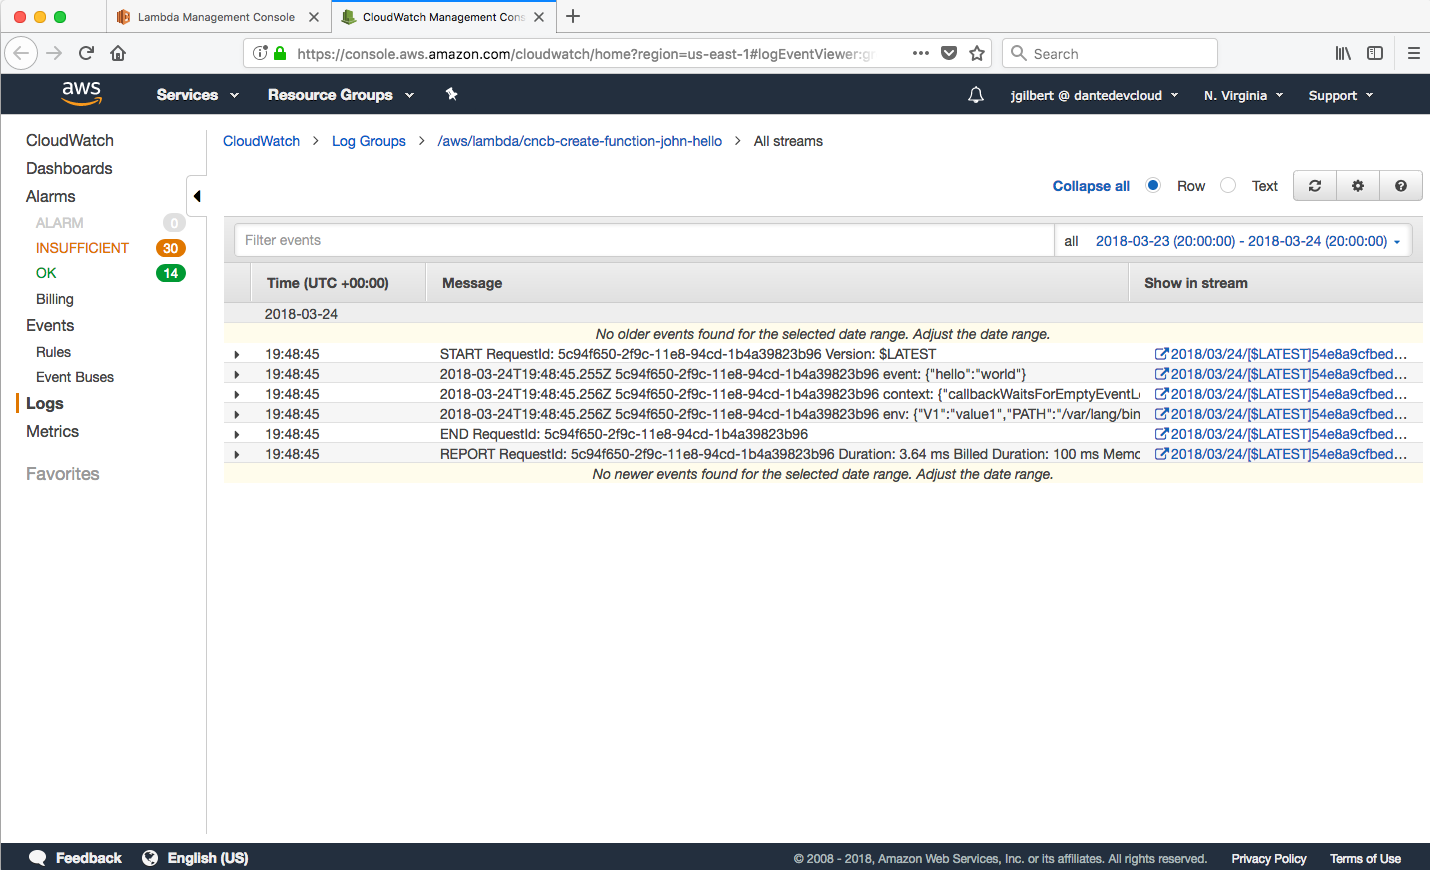 Lambda Management Console
CloudWatch Management Cons
https://console.aws.amazon.com/cloudwatch/home?region=us-east-1#logEventViewer:gr
Search
aws
Services
Resource Groups
jgilbert @ dantedevcloud
N. Virginia
Support
CloudWatch
Dashboards
Alarms
ALARM 0
INSUFFICIENT 30
OK 14
Billing
Events
Rules
Event Buses
Logs
Metrics
Favorites
CloudWatch > Log Groups > /aws/lambda/cncb-create-function-john-hello > All streams
Collapse all Row Text
Filter events
all 2018-03-23 (20:00:00) - 2018-03-24 (20:00:00)
Time (UTC +00:00) Message Show in stream
2018-03-24
No older events found for the selected date range. Adjust the date range.
19:48:45 START RequestId: 5c94f650-2f9c-11e8-94cd-1b4a39823b96 Version: $LATEST 2018/03/24/[$LATEST]54e8a9cfbed...
19:48:45 2018-03-24T19:48:45.255Z 5c94f650-2f9c-11e8-94cd-1b4a39823b96 event: {"hello":"world"} 2018/03/24/[$LATEST]54e8a9cfbed...
19:48:45 2018-03-24T19:48:45.256Z 5c94f650-2f9c-11e8-94cd-1b4a39823b96 context: {"callbackWaitsForEmptyEventLo 2018/03/24/[$LATEST]54e8a9cfbed...
19:48:45 2018-03-24T19:48:45.256Z 5c94f650-2f9c-11e8-94cd-1b4a39823b96 env: {"V1":"value1","PATH":"/var/lang/bin 2018/03/24/[$LATEST]54e8a9cfbed...
19:48:45 END RequestId: 5c94f650-2f9c-11e8-94cd-1b4a39823b96 2018/03/24/[$LATEST]54e8a9cfbed...
19:48:45 REPORT RequestId: 5c94f650-2f9c-11e8-94cd-1b4a39823b96 Duration: 3.64 ms Billed Duration: 100 ms Memo 2018/03/24/[$LATEST]54e8a9cfbed...
No newer events found for the selected date range. Adjust the date range.
Feedback English (US)
© 2008 - 2018, Amazon Web Services, Inc. or its affiliates. All rights reserved. Privacy Policy Terms of Use